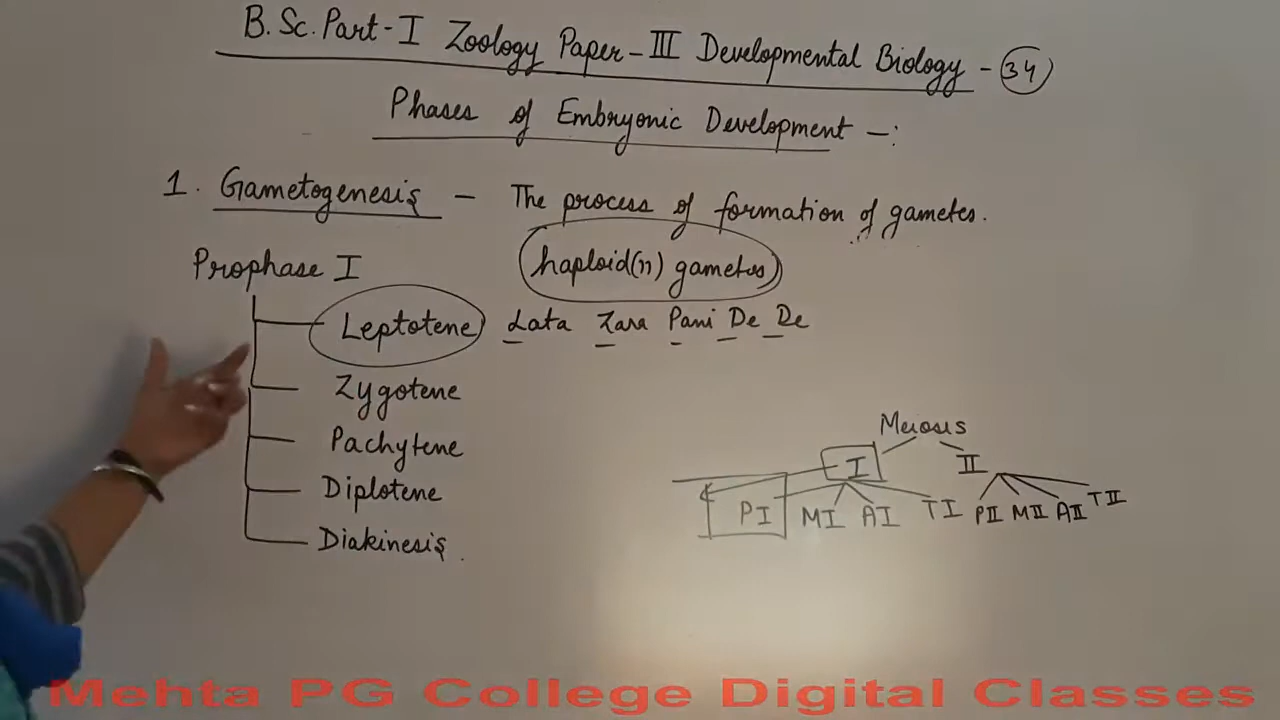 B. Sc. Part - I Zoology Paper - III Developmental Biology - 34
Phases of Embryonic Development -:
1. Gametogenesis - The process of formation of gametes.
Prophase I
haploid(n) gametes
Leptotene
Lata Zara Pani De De
Zygotene
Pachytene
Diplotene
Diakinesis.
Meiosis
I II
PI MI AI TI PII MII AII TII
Mehta PG College Digital Classes